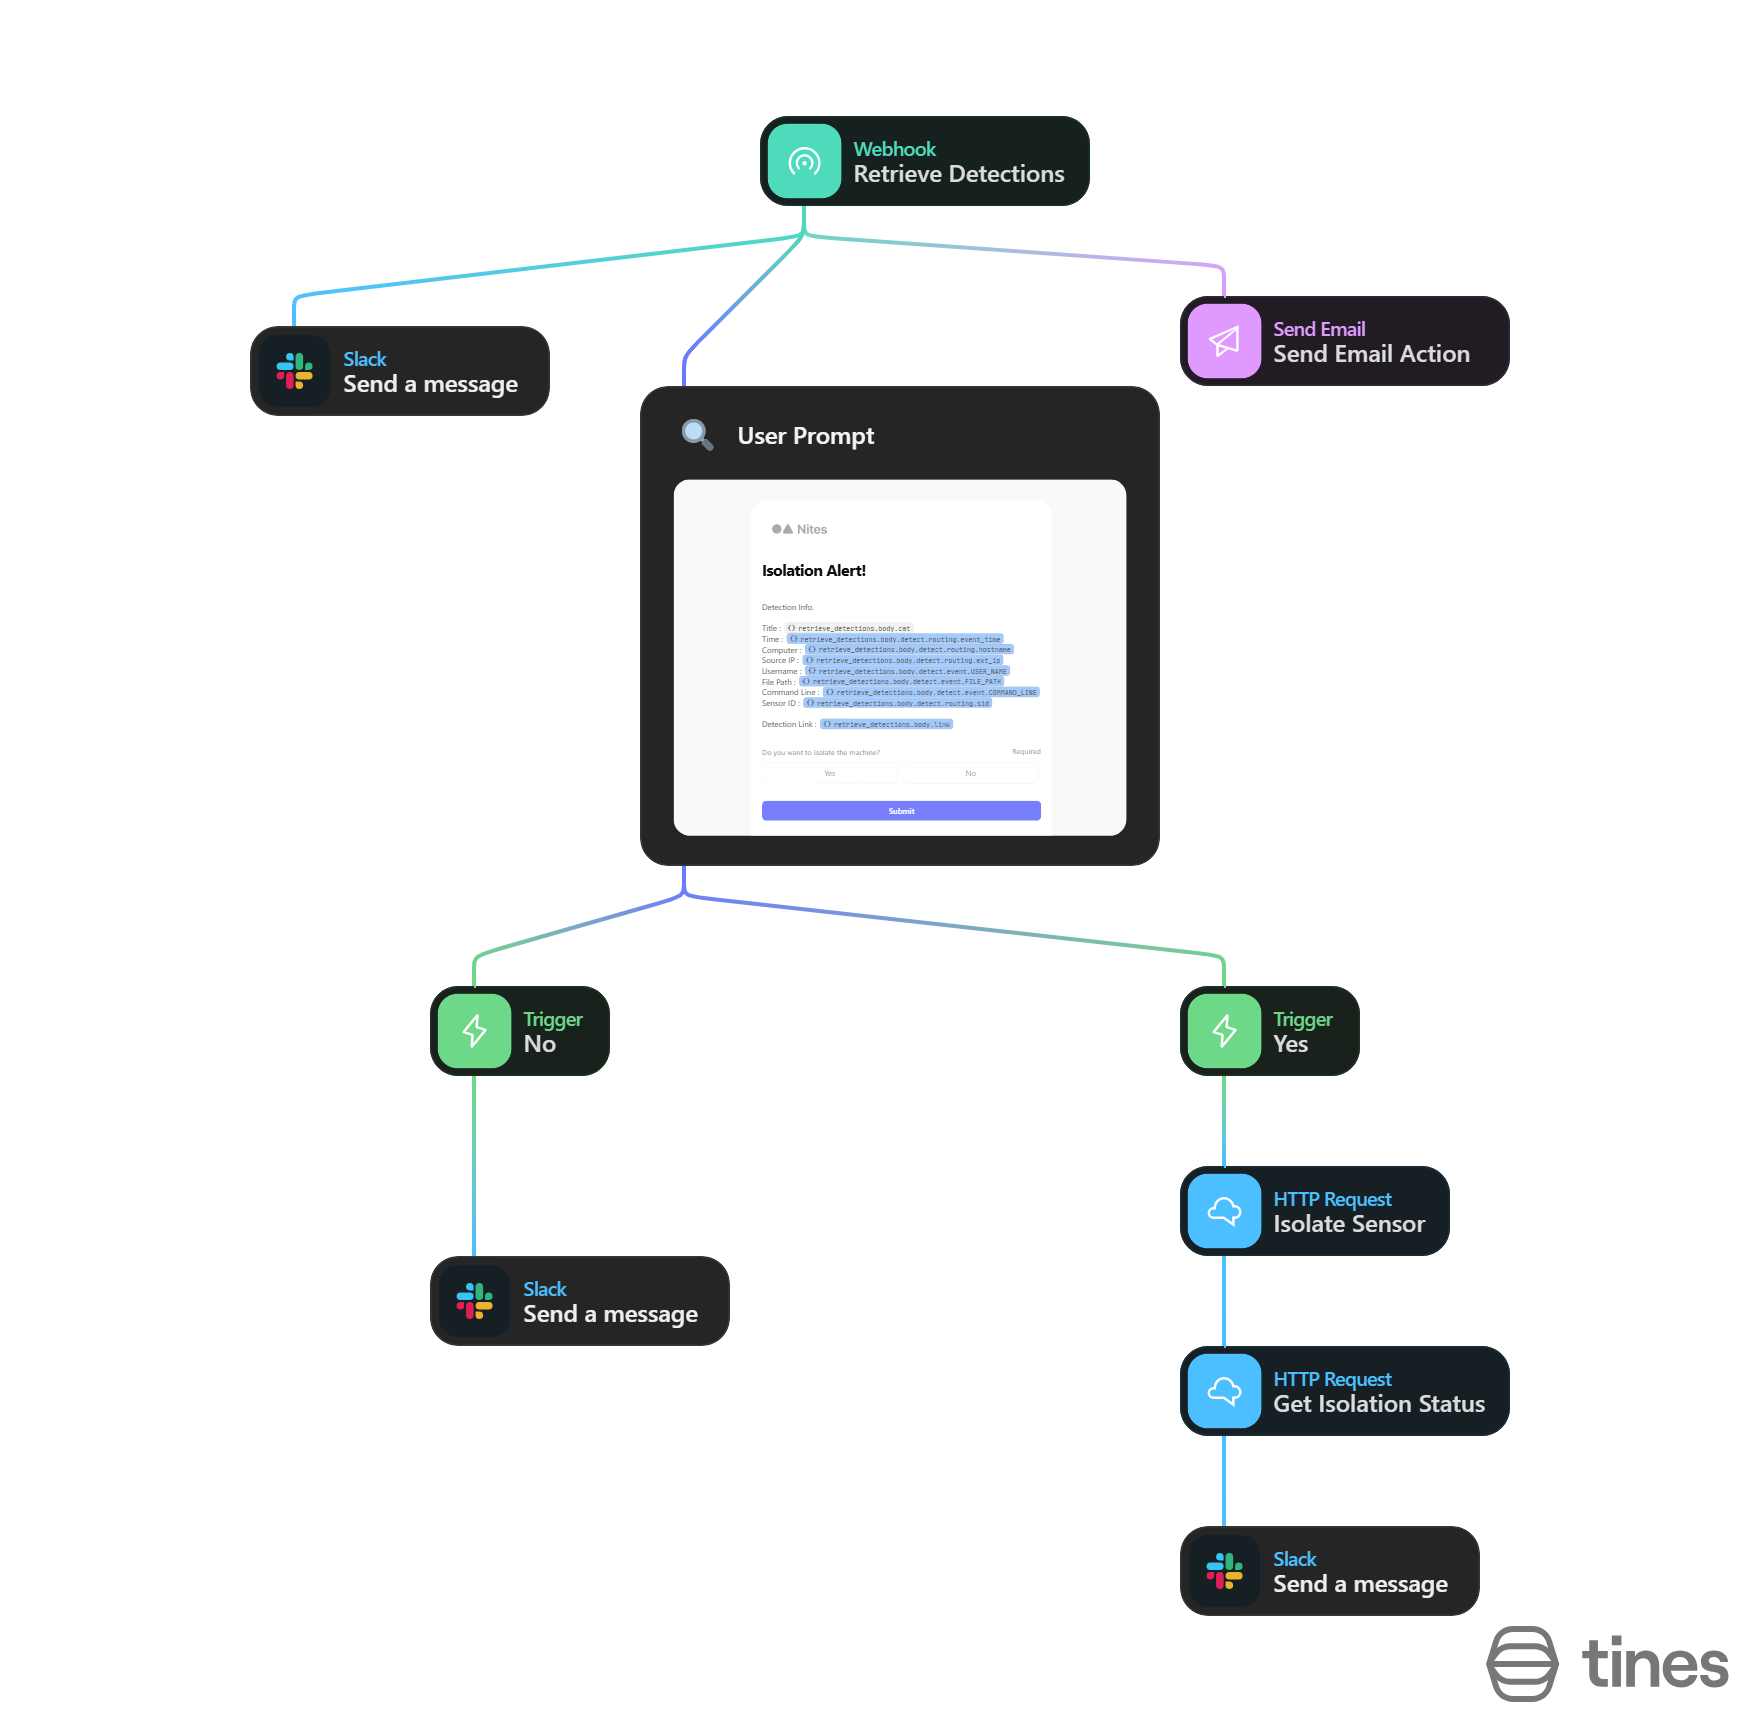 Webhook
Retrieve Detections
Slack
Send a message
Send Email
Send Email Action
User Prompt
Nites
Isolation Alert!
Detection Info.
Title : {} retrieve_detections.body.cat
Time : {} retrieve_detections.body.detect.routing.event_time
Computer : {} retrieve_detections.body.detect.routing.hostname
Source IP : {} retrieve_detections.body.detect.routing.ext_ip
Username : {} retrieve_detections.body.detect.event.USER_NAME
File Path : {} retrieve_detections.body.detect.event.FILE_PATH
Command Line : {} retrieve_detections.body.detect.event.COMMAND_LINE
Sensor ID : {} retrieve_detections.body.detect.routing.sid
Detection Link : {} retrieve_detections.body.link
Do you want to isolate the machine? Required
Yes No
Submit
Trigger
No
Trigger
Yes
HTTP Request
Isolate Sensor
Slack
Send a message
HTTP Request
Get Isolation Status
Slack
Send a message
tines